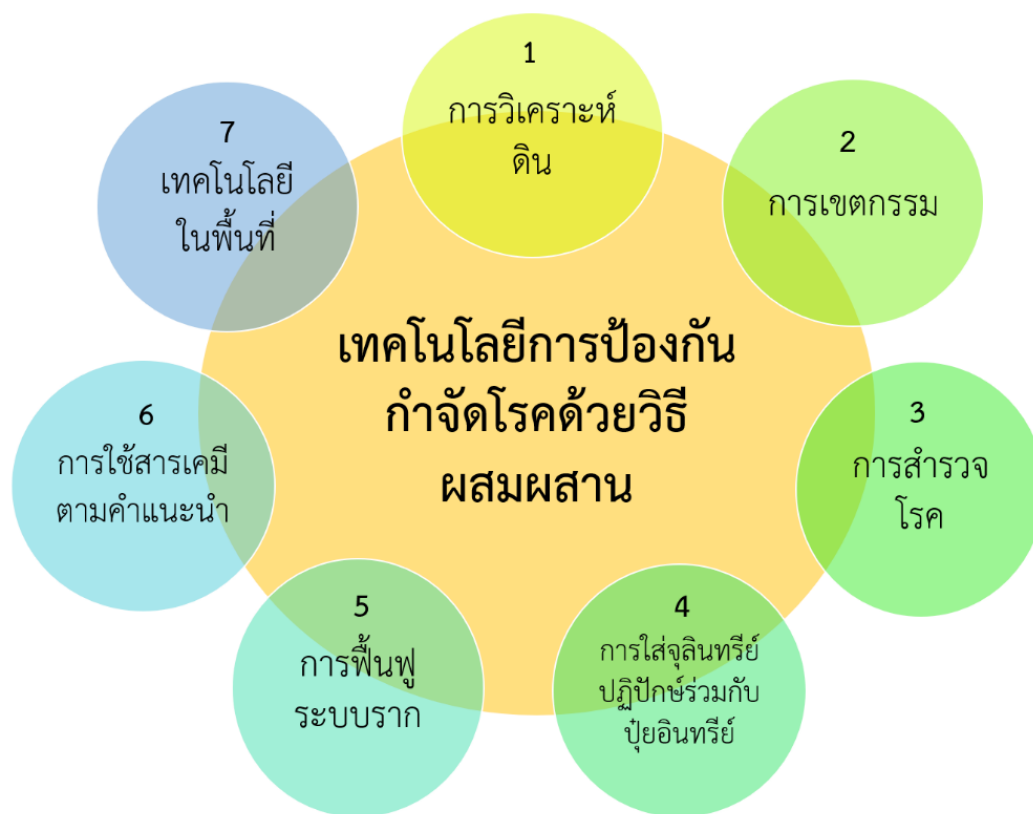 เทคโนโลยีการป้องกัน
กำจัดโรคด้วยวิธี
ผสมผสาน
1
การวิเคราะห์
ดิน
2
การเขตกรรม
3
การสำรวจ
โรค
4
การใส่จุลินทรีย์
ปฏิปักษ์ร่วมกับ
ปุ๋ยอินทรีย์
5
การฟื้นฟู
ระบบราก
6
การใช้สารเคมี
ตามคำแนะนำ
7
เทคโนโลยี
ในพื้นที่